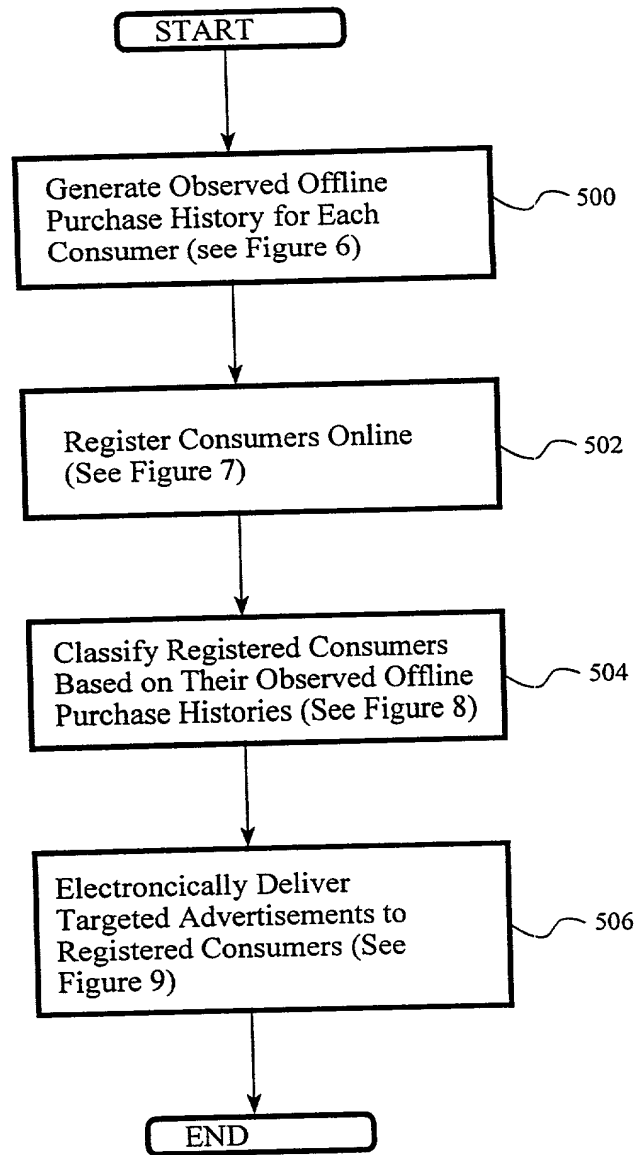 START
Generate Observed Offline
Purchase History for Each
Consumer (see Figure 6)
500
Register Consumers Online
(See Figure 7)
502
Classify Registered Consumers
Based on Their Observed Offline
Purchase Histories (See Figure 8)
504
Electroncically Deliver
Targeted Advertisements to
Registered Consumers (See
Figure 9)
506
END